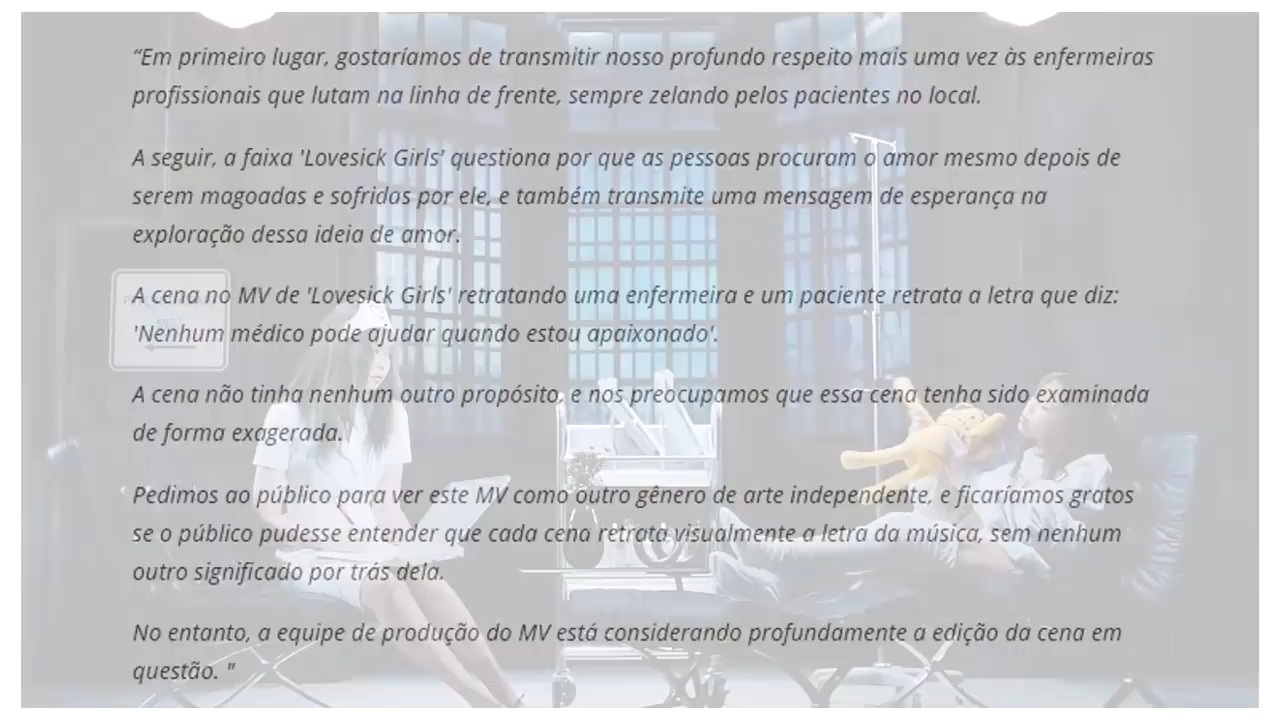 “Em primeiro lugar, gostaríamos de transmitir nosso profundo respeito mais uma vez às enfermeiras
profissionais que lutam na linha de frente, sempre zelando pelos pacientes no local.
A seguir, a faixa 'Lovesick Girls' questiona por que as pessoas procuram o amor mesmo depois de
serem magoadas e sofridas por ele, e também transmite uma mensagem de esperança na
exploração dessa ideia de amor.
A cena no MV de 'Lovesick Girls' retratando uma enfermeira e um paciente retrata a letra que diz:
'Nenhum médico pode ajudar quando estou apaixonado'.
A cena não tinha nenhum outro propósito, e nos preocupamos que essa cena tenha sido examinada
de forma exagerada.
Pedimos ao público para ver este MV como outro gênero de arte independente, e ficaríamos gratos
se o público pudesse entender que cada cena retrata visualmente a letra da música, sem nenhum
outro significado por trás dela.
No entanto, a equipe de produção do MV está considerando profundamente a edição da cena em
questão. "